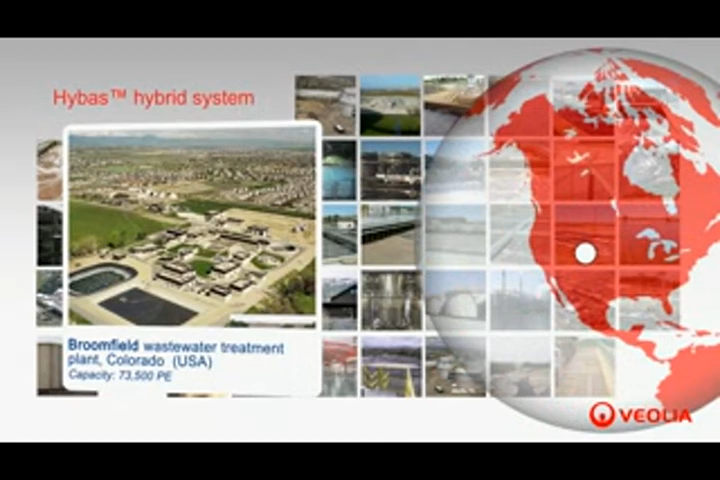 Hybas™ hybrid system
Broomfield wastewater treatment
plant, Colorado (USA)
Capacity: 73,500 PE
VEOLIA